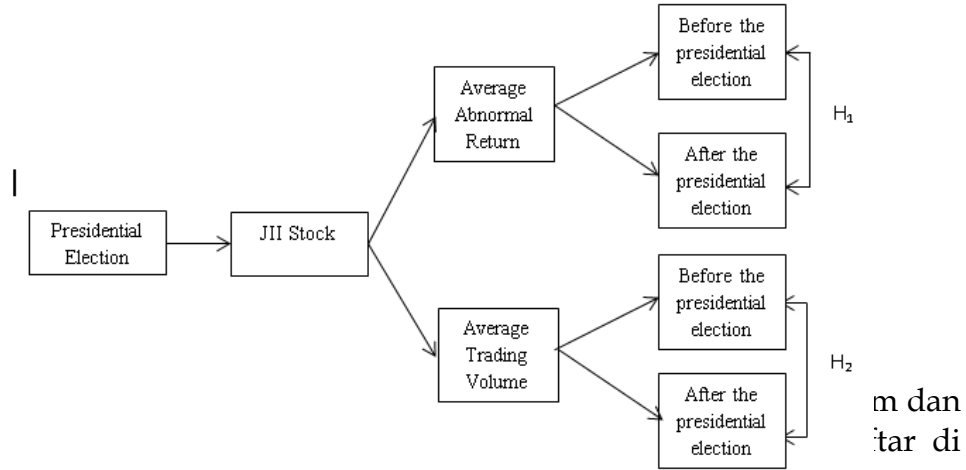 Presidential
Election
JII Stock
Average
Abnormal
Return
Before the
presidential
election
After the
presidential
election
H₁
Average
Trading
Volume
Before the
presidential
election
After the
presidential
election
H₂
dan
di